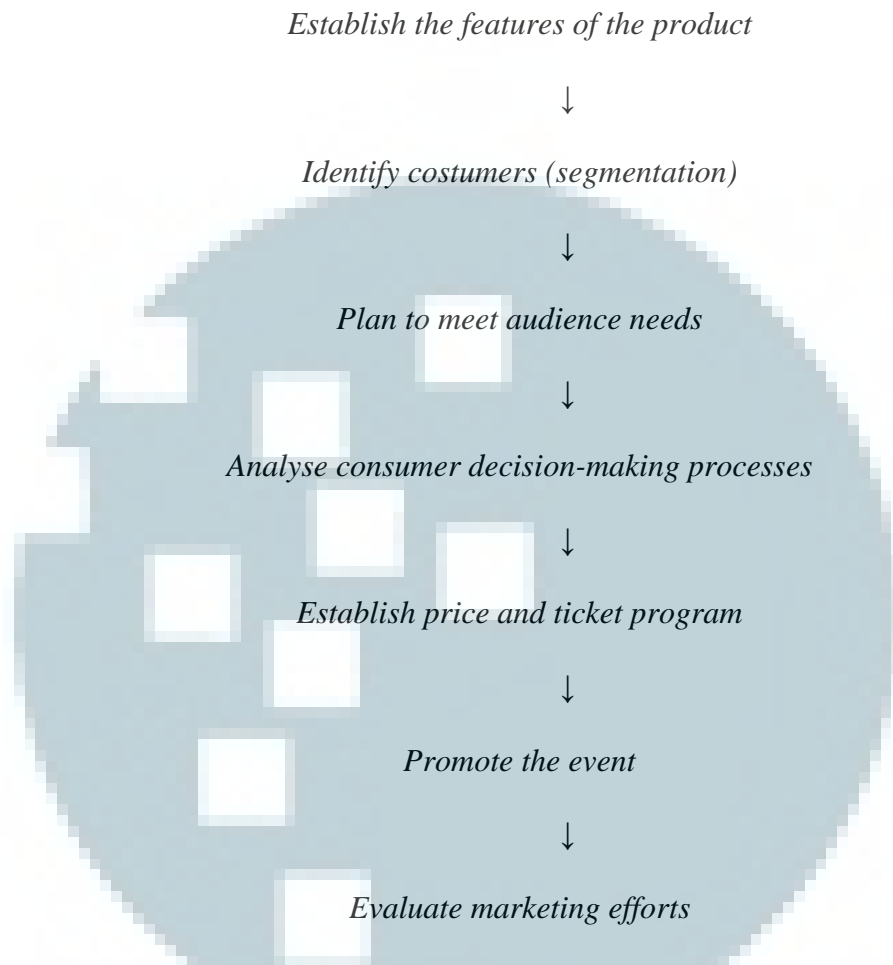 Establish the features of the product
↓
Identify costumers (segmentation)
↓
Plan to meet audience needs
↓
Analyse consumer decision-making processes
↓
Establish price and ticket program
↓
Promote the event
↓
Evaluate marketing efforts